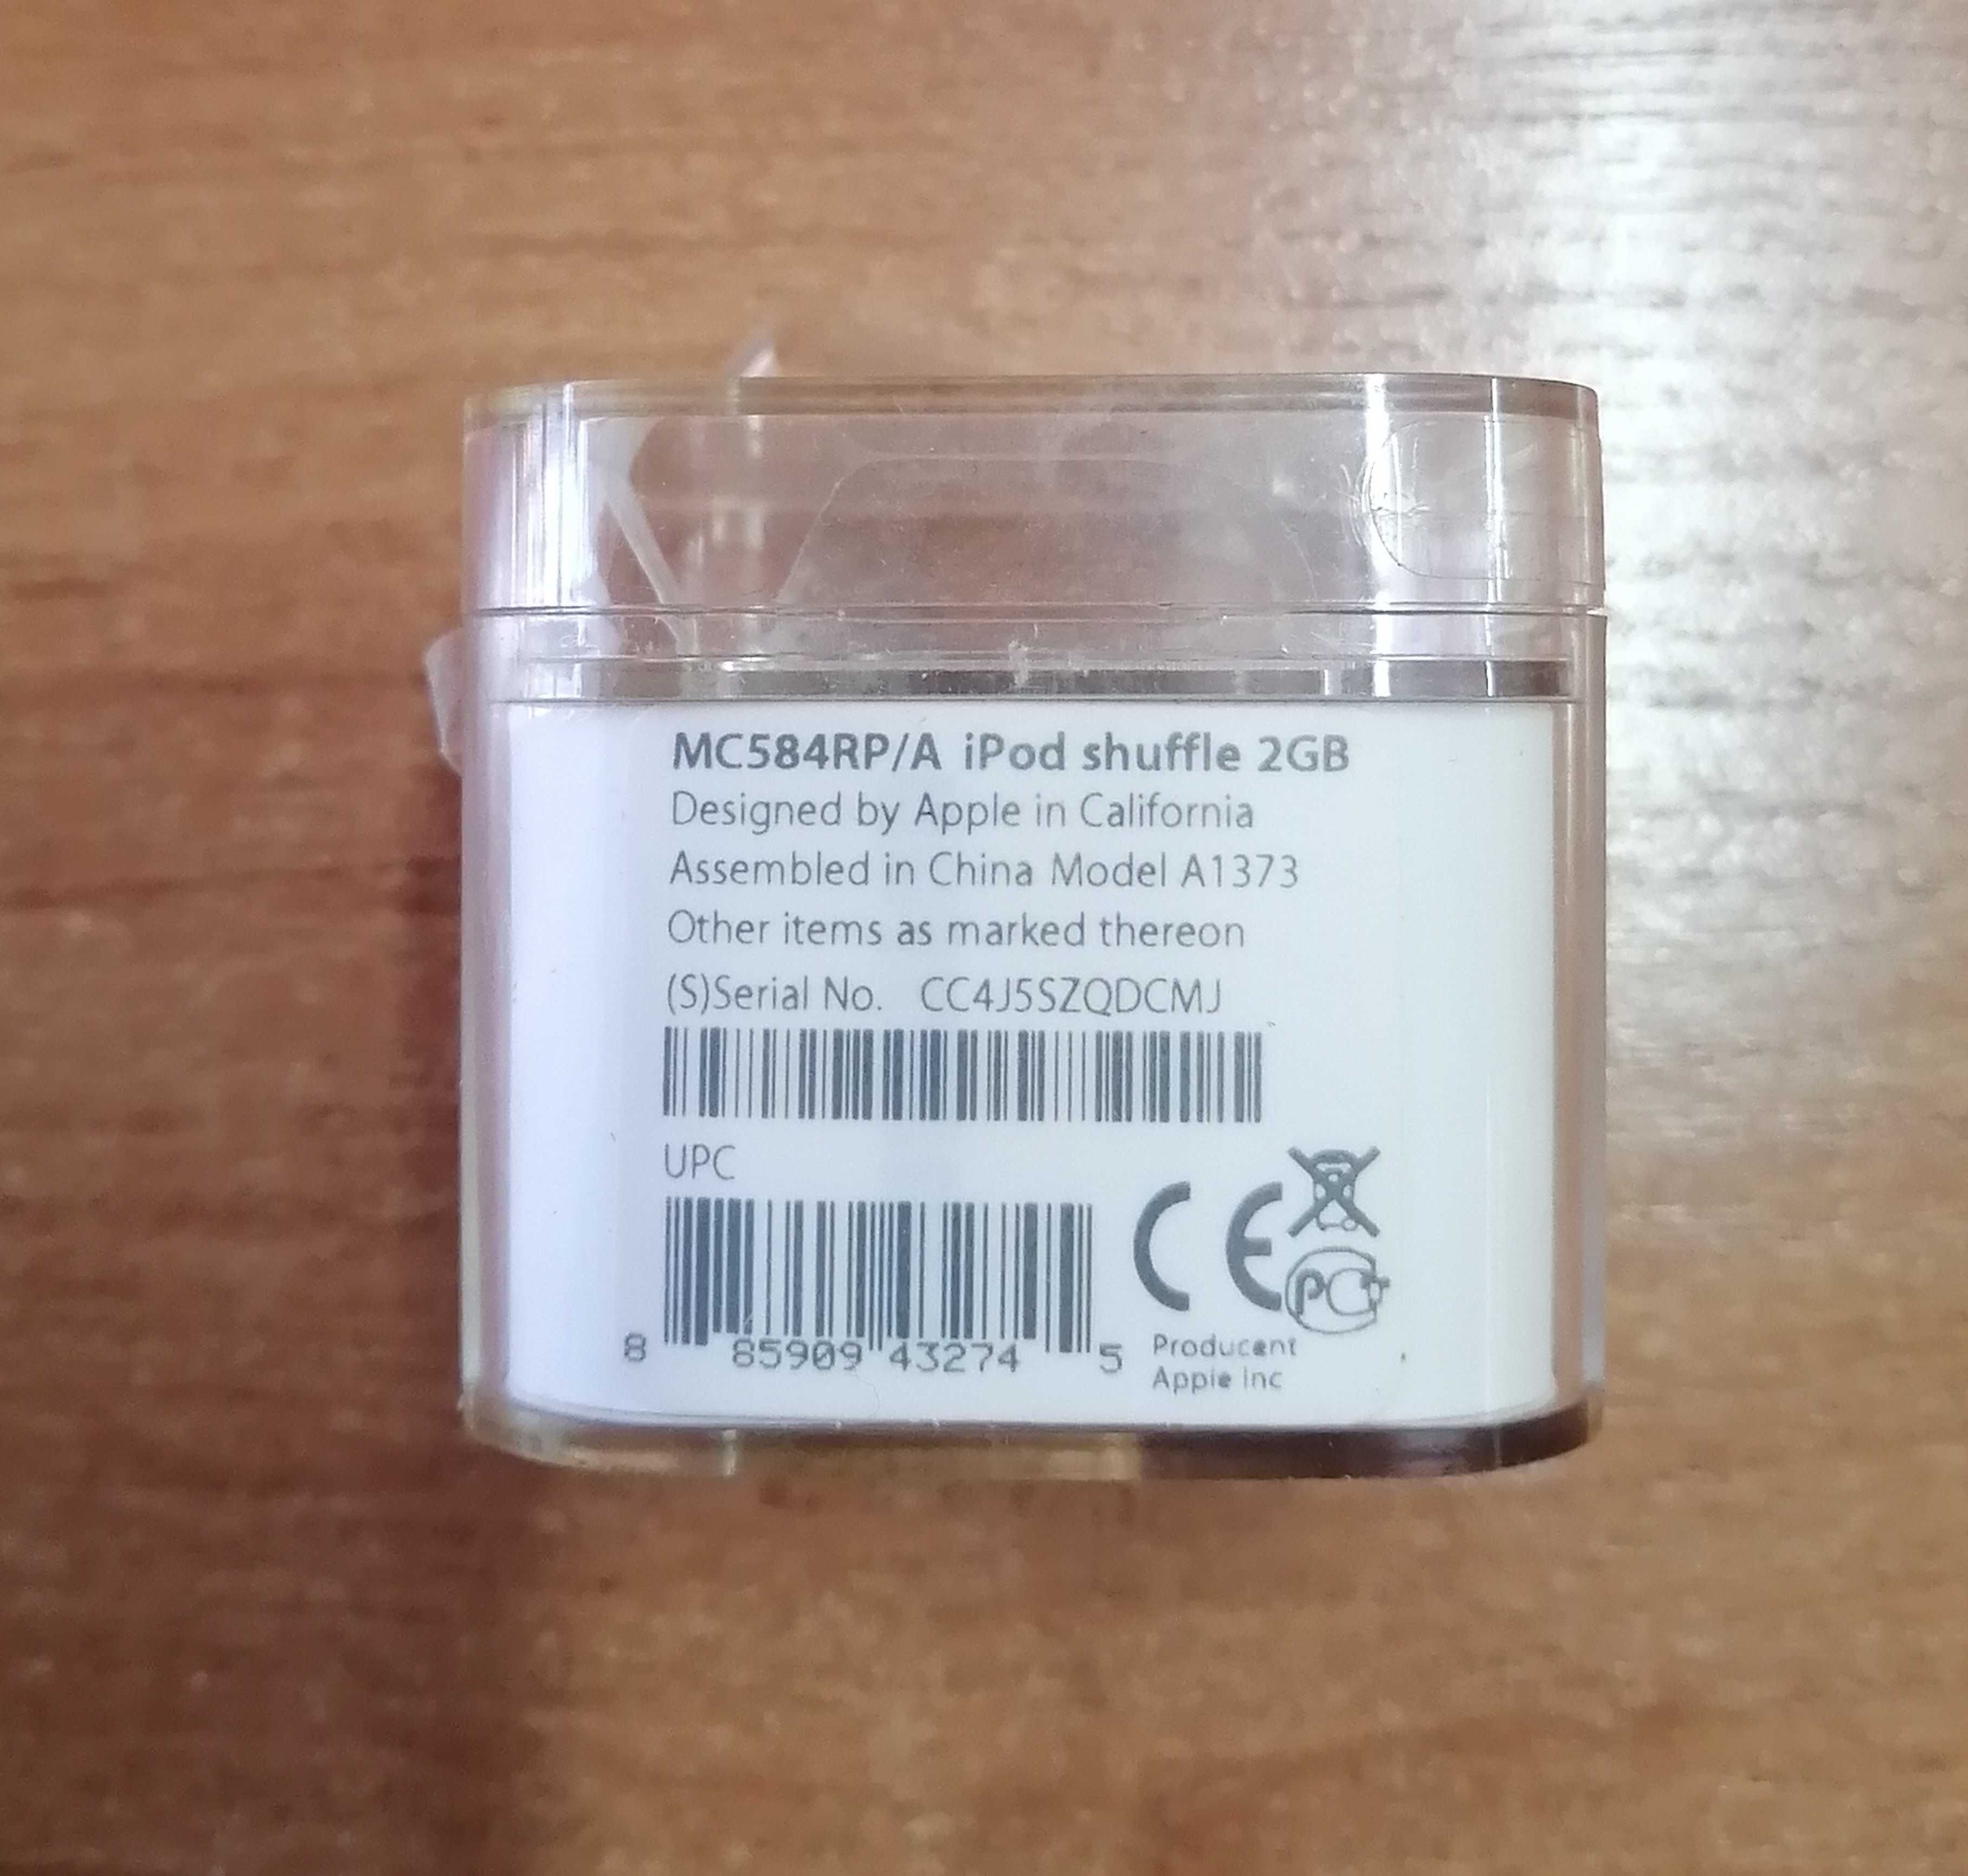 MC584RP/A iPod shuffle 2GB
Designed by Apple in California
Assembled in China Model A1373
Other items as marked thereon
(S)Serial No. CC4J5SZQDCMJ
UPC
CE
PC
8 85909 43274 5
Producent
Apple Inc